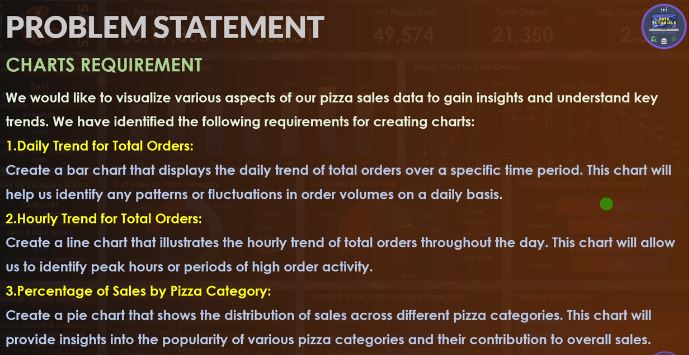 PROBLEM STATEMENT
CHARTS REQUIREMENT
We would like to visualize various aspects of our pizza sales data to gain insights and understand key
trends. We have identified the following requirements for creating charts:
1.Daily Trend for Total Orders:
Create a bar chart that displays the daily trend of total orders over a specific time period. This chart will
help us identify any patterns or fluctuations in order volumes on a daily basis.
2.Hourly Trend for Total Orders:
Create a line chart that illustrates the hourly trend of total orders throughout the day. This chart will allow
us to identify peak hours or periods of high order activity.
3.Percentage of Sales by Pizza Category:
Create a pie chart that shows the distribution of sales across different pizza categories. This chart will
provide insights into the popularity of various pizza categories and their contribution to overall sales.
Total Orders
49,574
21,350